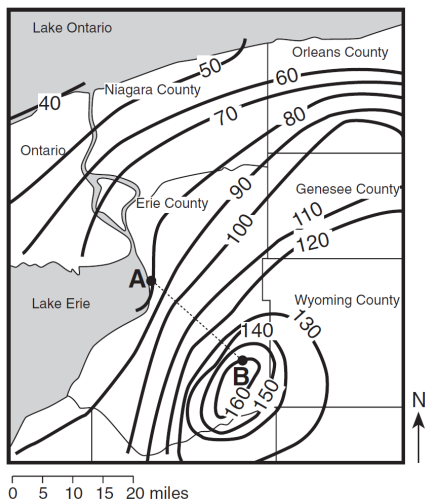 Lake Ontario
Orleans County
50
60
Niagara County
40
70
80
Ontario
90
Genesee County
Erie County
110
100
120
A
Lake Erie
Wyoming County
130
140
B
160
150
N
0 5 10 15 20 miles